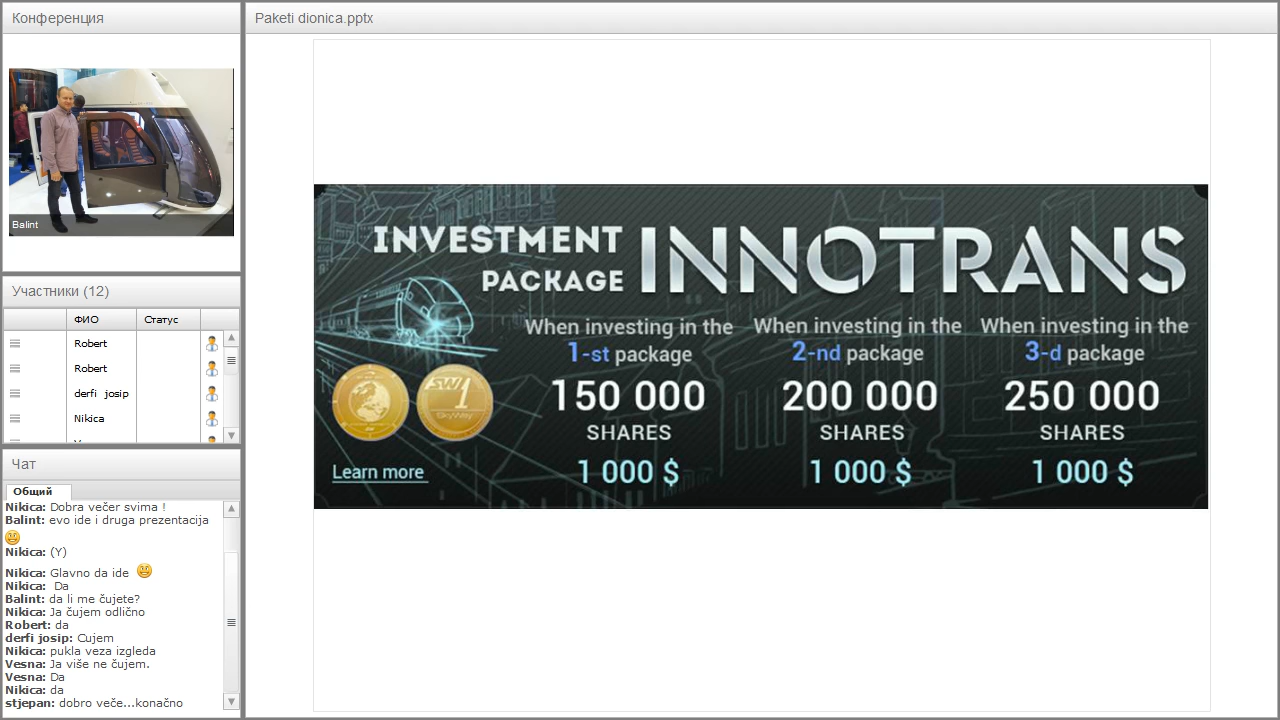 Конференция
Balint
Участники (12)
ФИО Статус
Robert
Robert
derfi josip
Nikica
Чат
Общий
Nikica: Dobra večer svima !
Balint: evo ide i druga prezentacija
Nikica: (Y)
Nikica: Glavno da ide
Nikica: Da
Balint: da li me čujete?
Nikica: Ja čujem odlično
Robert: da
derfi josip: Cujem
Nikica: pukla veza izgleda
Vesna: Ja više ne čujem.
Vesna: Da
Nikica: da
stjepan: dobro veče...konačno
Paketi dionica.pptx
INVESTMENT
PACKAGE
INNOTRANS
When investing in the
1-st package
150 000
SHARES
1 000 $
When investing in the
2-nd package
200 000
SHARES
1 000 $
When investing in the
3-d package
250 000
SHARES
1 000 $
SW1
SkyWay
Learn more